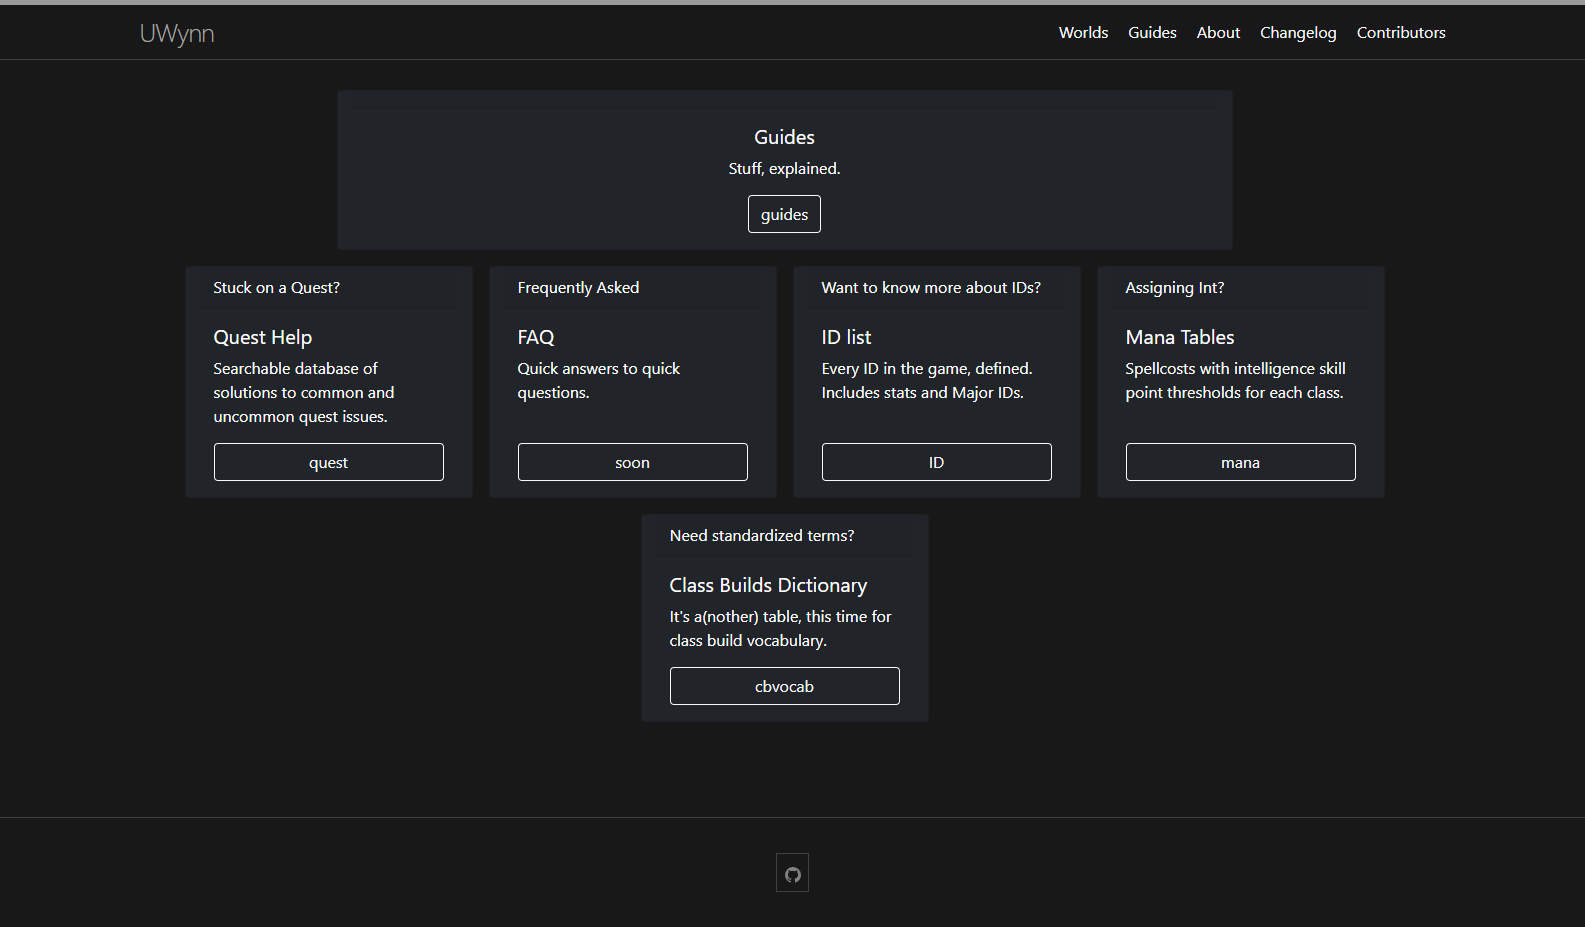 UWynn
Worlds Guides About Changelog Contributors
Guides
Stuff, explained.
guides
Stuck on a Quest?
Quest Help
Searchable database of
solutions to common and
uncommon quest issues.
quest
Frequently Asked
FAQ
Quick answers to quick
questions.
soon
Want to know more about IDs?
ID list
Every ID in the game, defined.
Includes stats and Major IDs.
ID
Assigning Int?
Mana Tables
Spellcosts with intelligence skill
point thresholds for each class.
mana
Need standardized terms?
Class Builds Dictionary
It's a(nother) table, this time for
class build vocabulary.
cbvocab